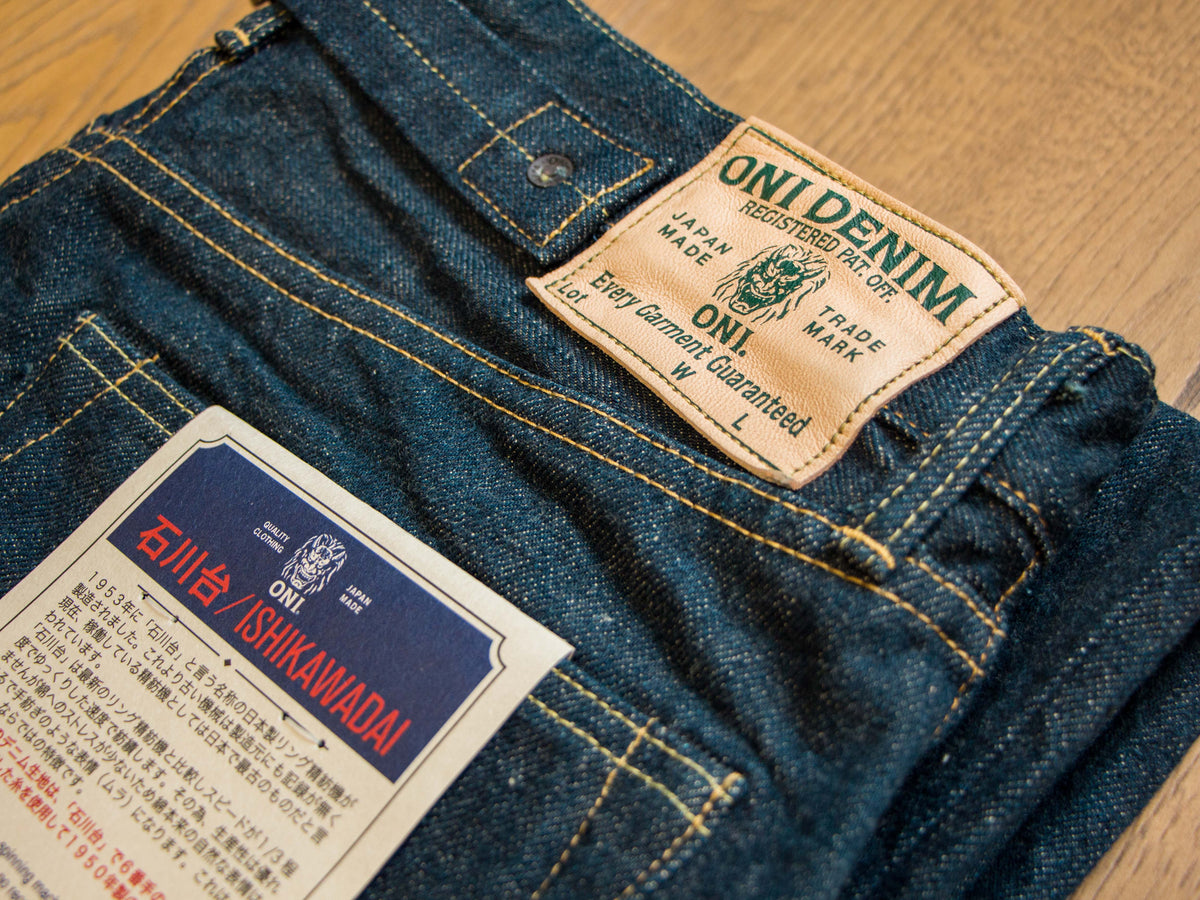 ONI DENIM
REGISTERED PAT. OFF.
JAPAN
MADE
TRADE
MARK
ONI.
Every Garment Guaranteed
Lot
W
L
QUALITY
CLOTHING
JAPAN
MADE
ONI.
石川台／ISHIKAWADAI
1953年に「石川台」と言う名称の日本製リング精紡機が
製造されました。これより古い機械は製造元にも記録が無く
現在、稼働している精紡機としては日本で最古のものだと言
われています。
「石川台」は最新のリング精紡機と比較しスピードが1/3 程
度でゆっくりした速度で紡績します。その為、生産性は優れ
ませんが綿へのストレスが少ないため綿本来の自然な表情は
るで手紡ぎのような表情（ムラ）になります。これは
ならではの特徴です。
デニム生地は、「石川台」で6番手の
した糸を使用して1950年製の
spinning